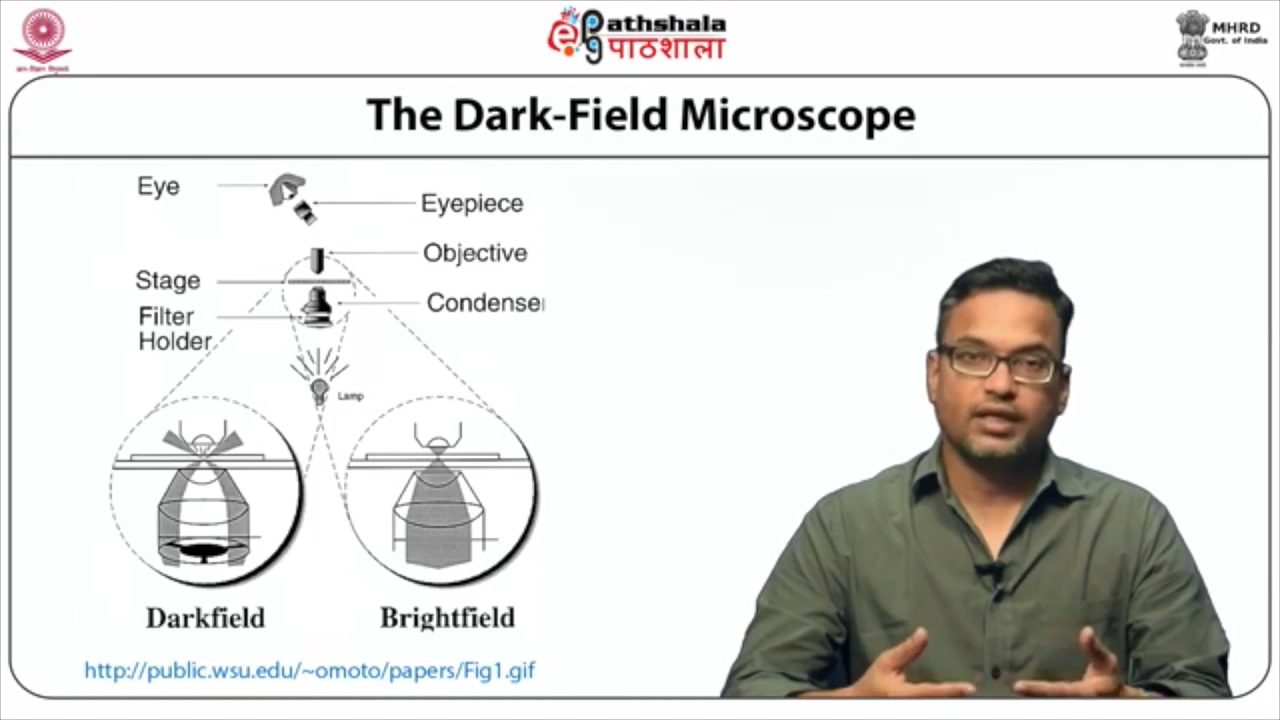 ePathshala
पाठशाला
MHRD
Govt. of India
The Dark-Field Microscope
Eye
Eyepiece
Objective
Stage
Condenser
Filter
Holder
Lamp
Darkfield
Brightfield
http://public.wsu.edu/~omoto/papers/Fig1.gif